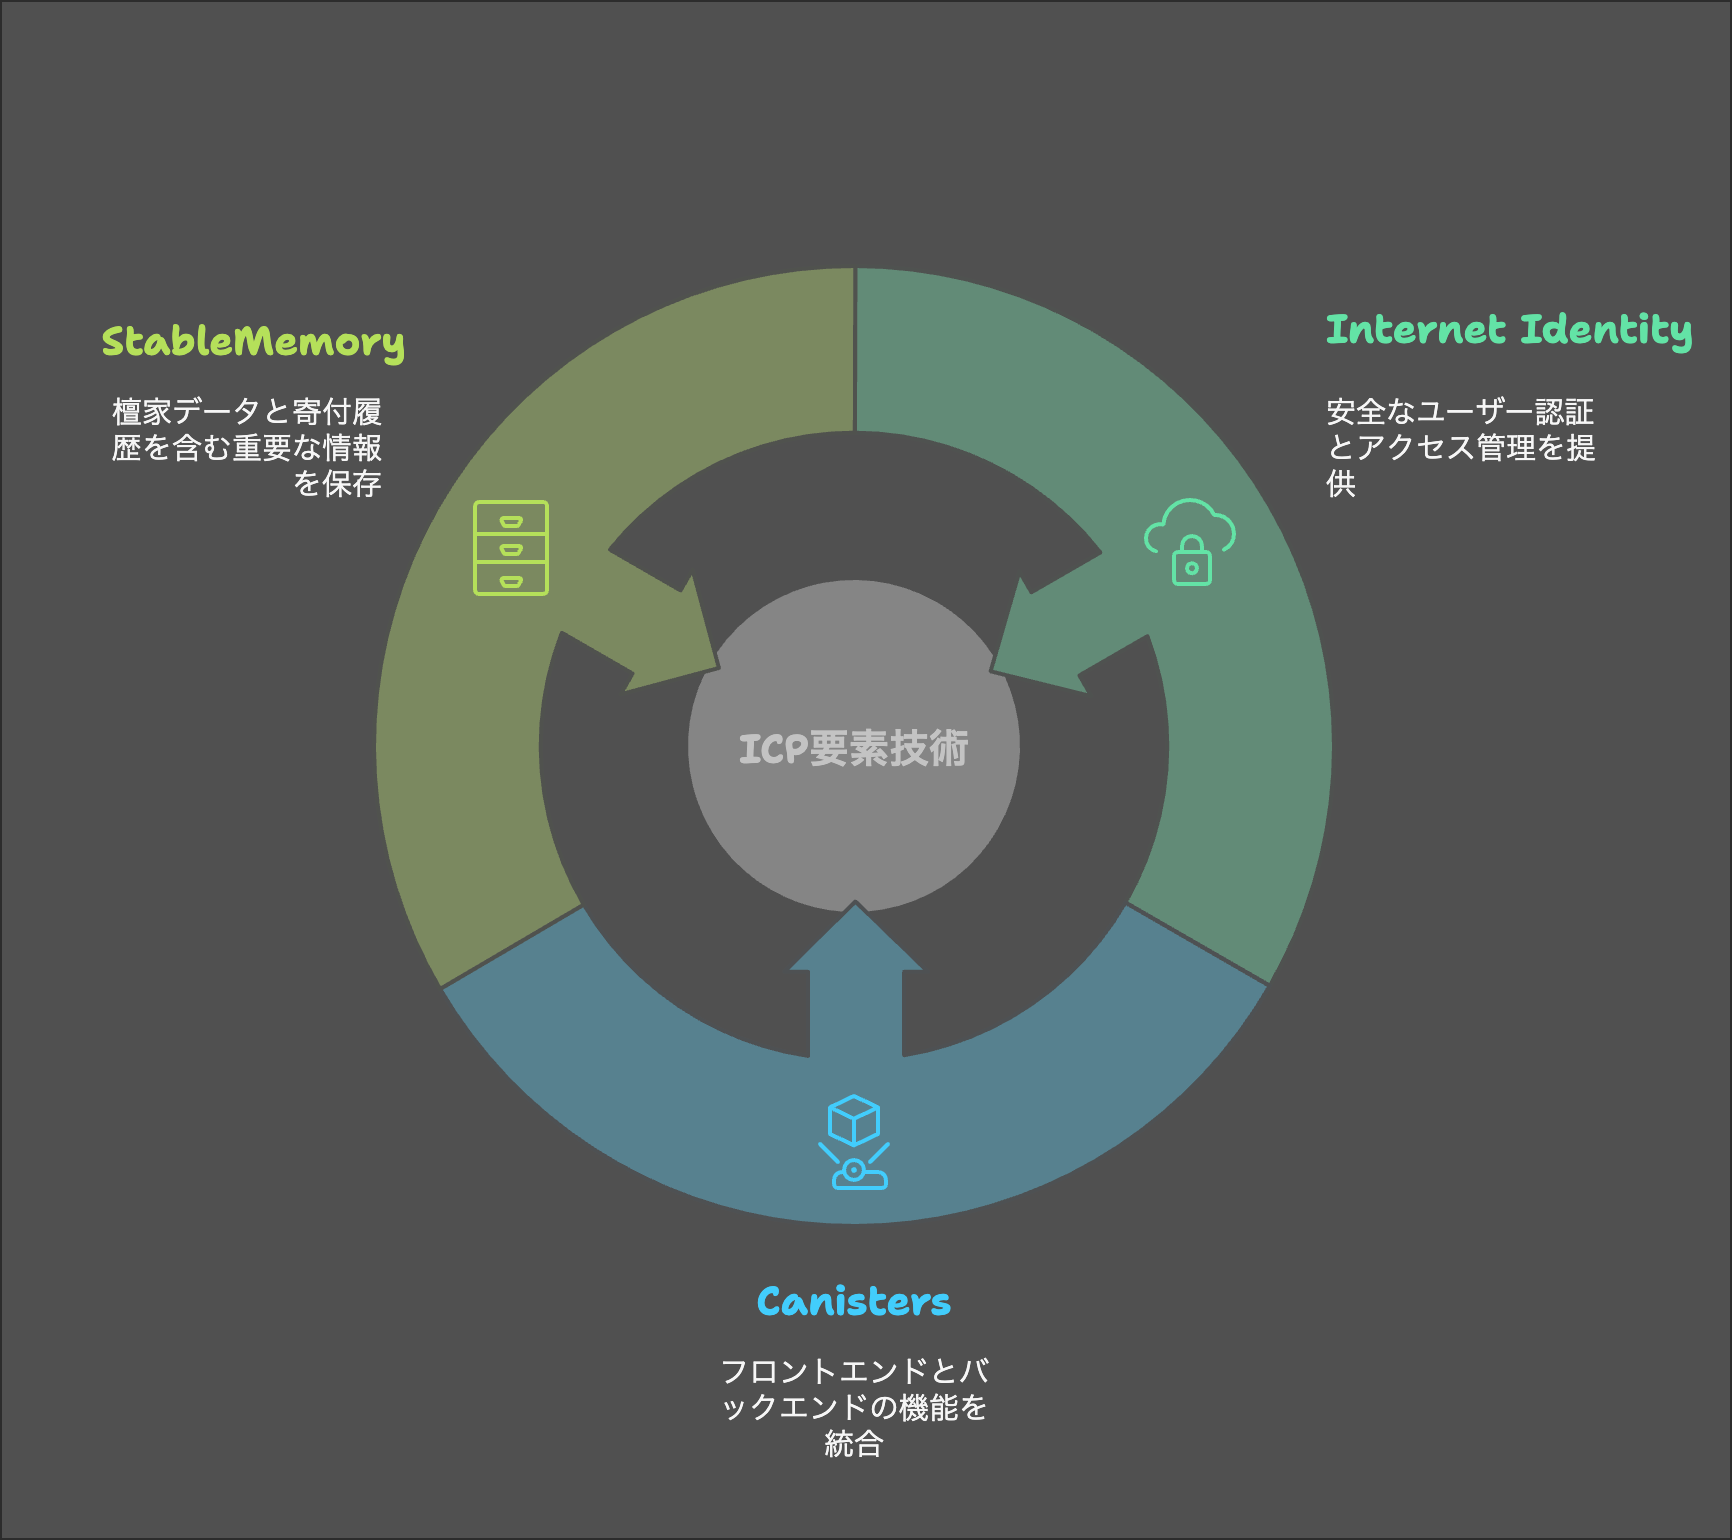 StableMemory
檀家データと寄付履
歴を含む重要な情報
を保存
Internet Identity
安全なユーザー認証
とアクセス管理を提
供
ICP要素技術
Canisters
フロントエンドとバ
ックエンドの機能を
統合